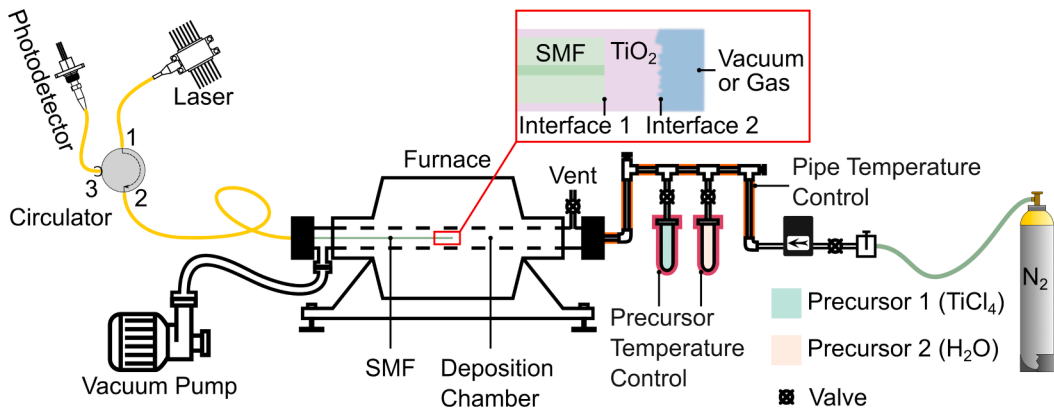 Photodetector
Laser
1
2
3
Circulator
SMF
TiO₂
Vacuum
or Gas
Interface 1
Interface 2
Furnace
Vent
Pipe Temperature
Control
N₂
Precursor
Temperature
Control
Precursor 1 (TiCl₄)
Precursor 2 (H₂O)
Valve
Vacuum Pump
SMF
Deposition
Chamber